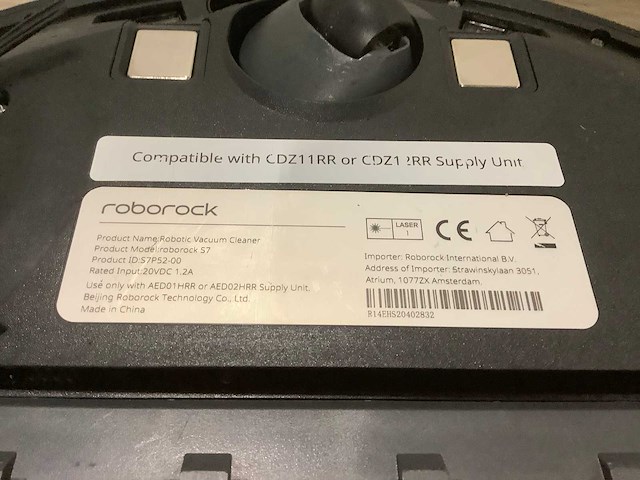 Compatible with CDZ11RR or CDZ12RR Supply Unit
roborock
Product Name:Robotic Vacuum Cleaner
Product Model:roborock S7
Product ID:S7P52-00
Rated Input:20VDC 1.2A
Use only with AED01HRR or AED02HRR Supply Unit.
Beijing Roborock Technology Co., Ltd.
Made in China
LASER
1
CE
Importer: Roborock International B.V.
Address of Importer: Strawinskylaan 3051,
Atrium, 1077ZX Amsterdam.
R14EHS20402832